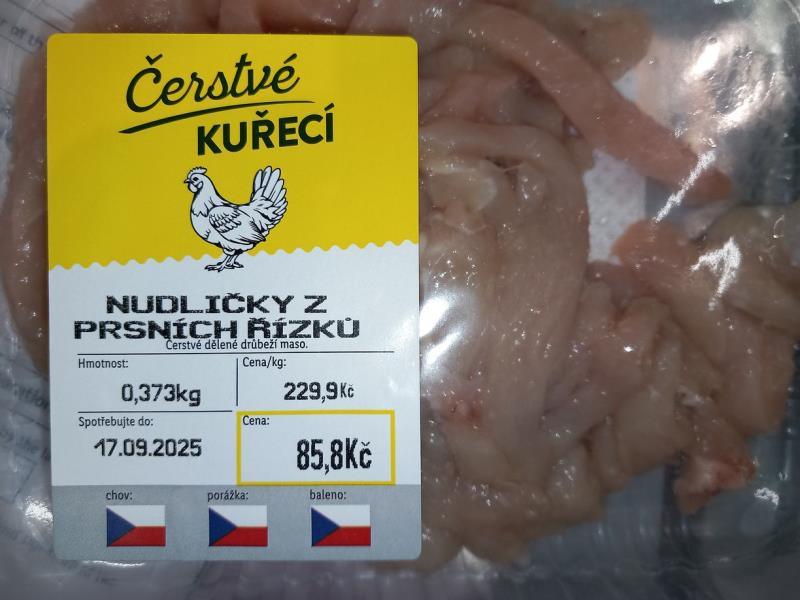 Čerstvé
KUŘECÍ
NUDLIČKY Z
PRSNÍCH ŘÍZKŮ
Čerstvé dělené drůbeží maso.
Hmotnost:
0,373kg
Cena/kg:
229,9Kč
Spotřebujte do:
17.09.2025
Cena:
85,8Kč
chov: porážka: baleno: